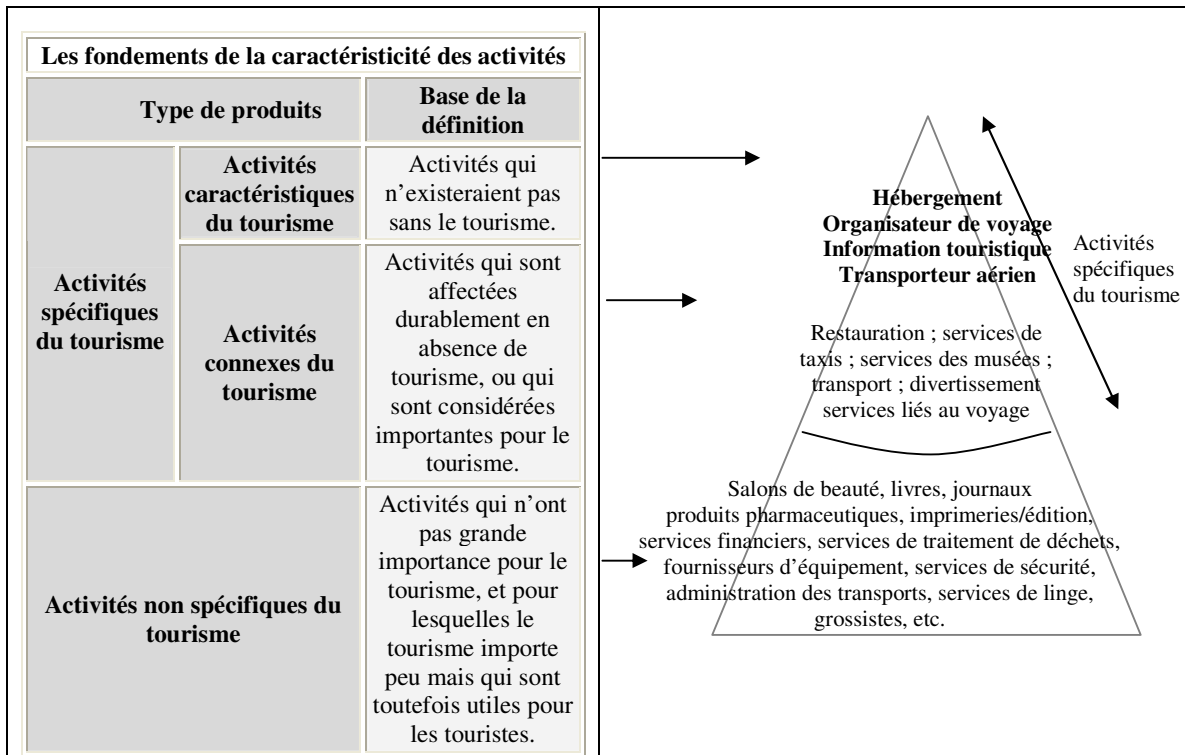 Les fondements de la caractéristicité des activités
Type de produits
Base de la
définition
Activités
spécifiques
du tourisme
Activités
caractéristiques
du tourisme
Activités qui
n’existeraient pas
sans le tourisme.
Activités
connexes du
tourisme
Activités qui sont
affectées
durablement en
absence de
tourisme, ou qui
sont considérées
importantes pour le
tourisme.
Activités non spécifiques du
tourisme
Activités qui n’ont
pas grande
importance pour le
tourisme, et pour
lesquelles le
tourisme importe
peu mais qui sont
toutefois utiles pour
les touristes.
Hébergement
Organisateur de voyage
Information touristique
Transporteur aérien
Activités
spécifiques
du tourisme
Restauration ; services de
taxis ; services des musées ;
transport ; divertissement
services liés au voyage
Salons de beauté, livres, journaux
produits pharmaceutiques, imprimeries/édition,
services financiers, services de traitement de déchets,
fournisseurs d’équipement, services de sécurité,
administration des transports, services de linge,
grossistes, etc.